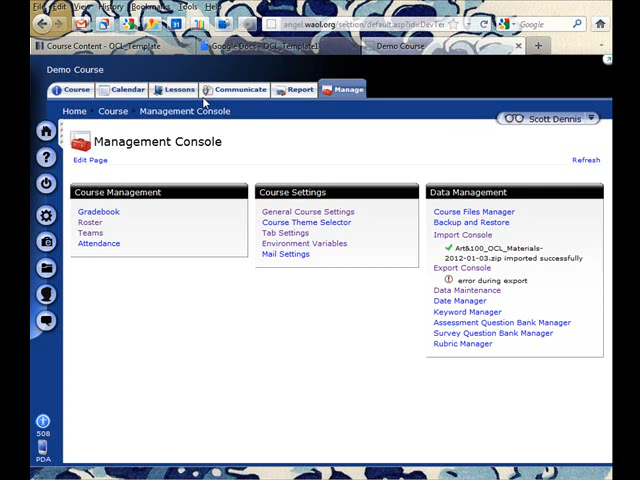 File Edit View History Bookmarks Tools Help
angel.waol.org/section/default.asp?id=DevTer
Google
Course Content - OCL_Template
Google Docs - OCL_Template1
Demo Course
Demo Course
Course Calendar Lessons Communicate Report Manage
Home Course Management Console
Scott Dennis
Management Console
Edit Page
Refresh
Course Management
Gradebook
Roster
Teams
Attendance
Course Settings
General Course Settings
Course Theme Selector
Tab Settings
Environment Variables
Mail Settings
Data Management
Course Files Manager
Backup and Restore
Import Console
Art&100_OCL_Materials-
2012-01-03.zip imported successfully
Export Console
error during export
Data Maintenance
Date Manager
Keyword Manager
Assessment Question Bank Manager
Survey Question Bank Manager
Rubric Manager
508
PDA